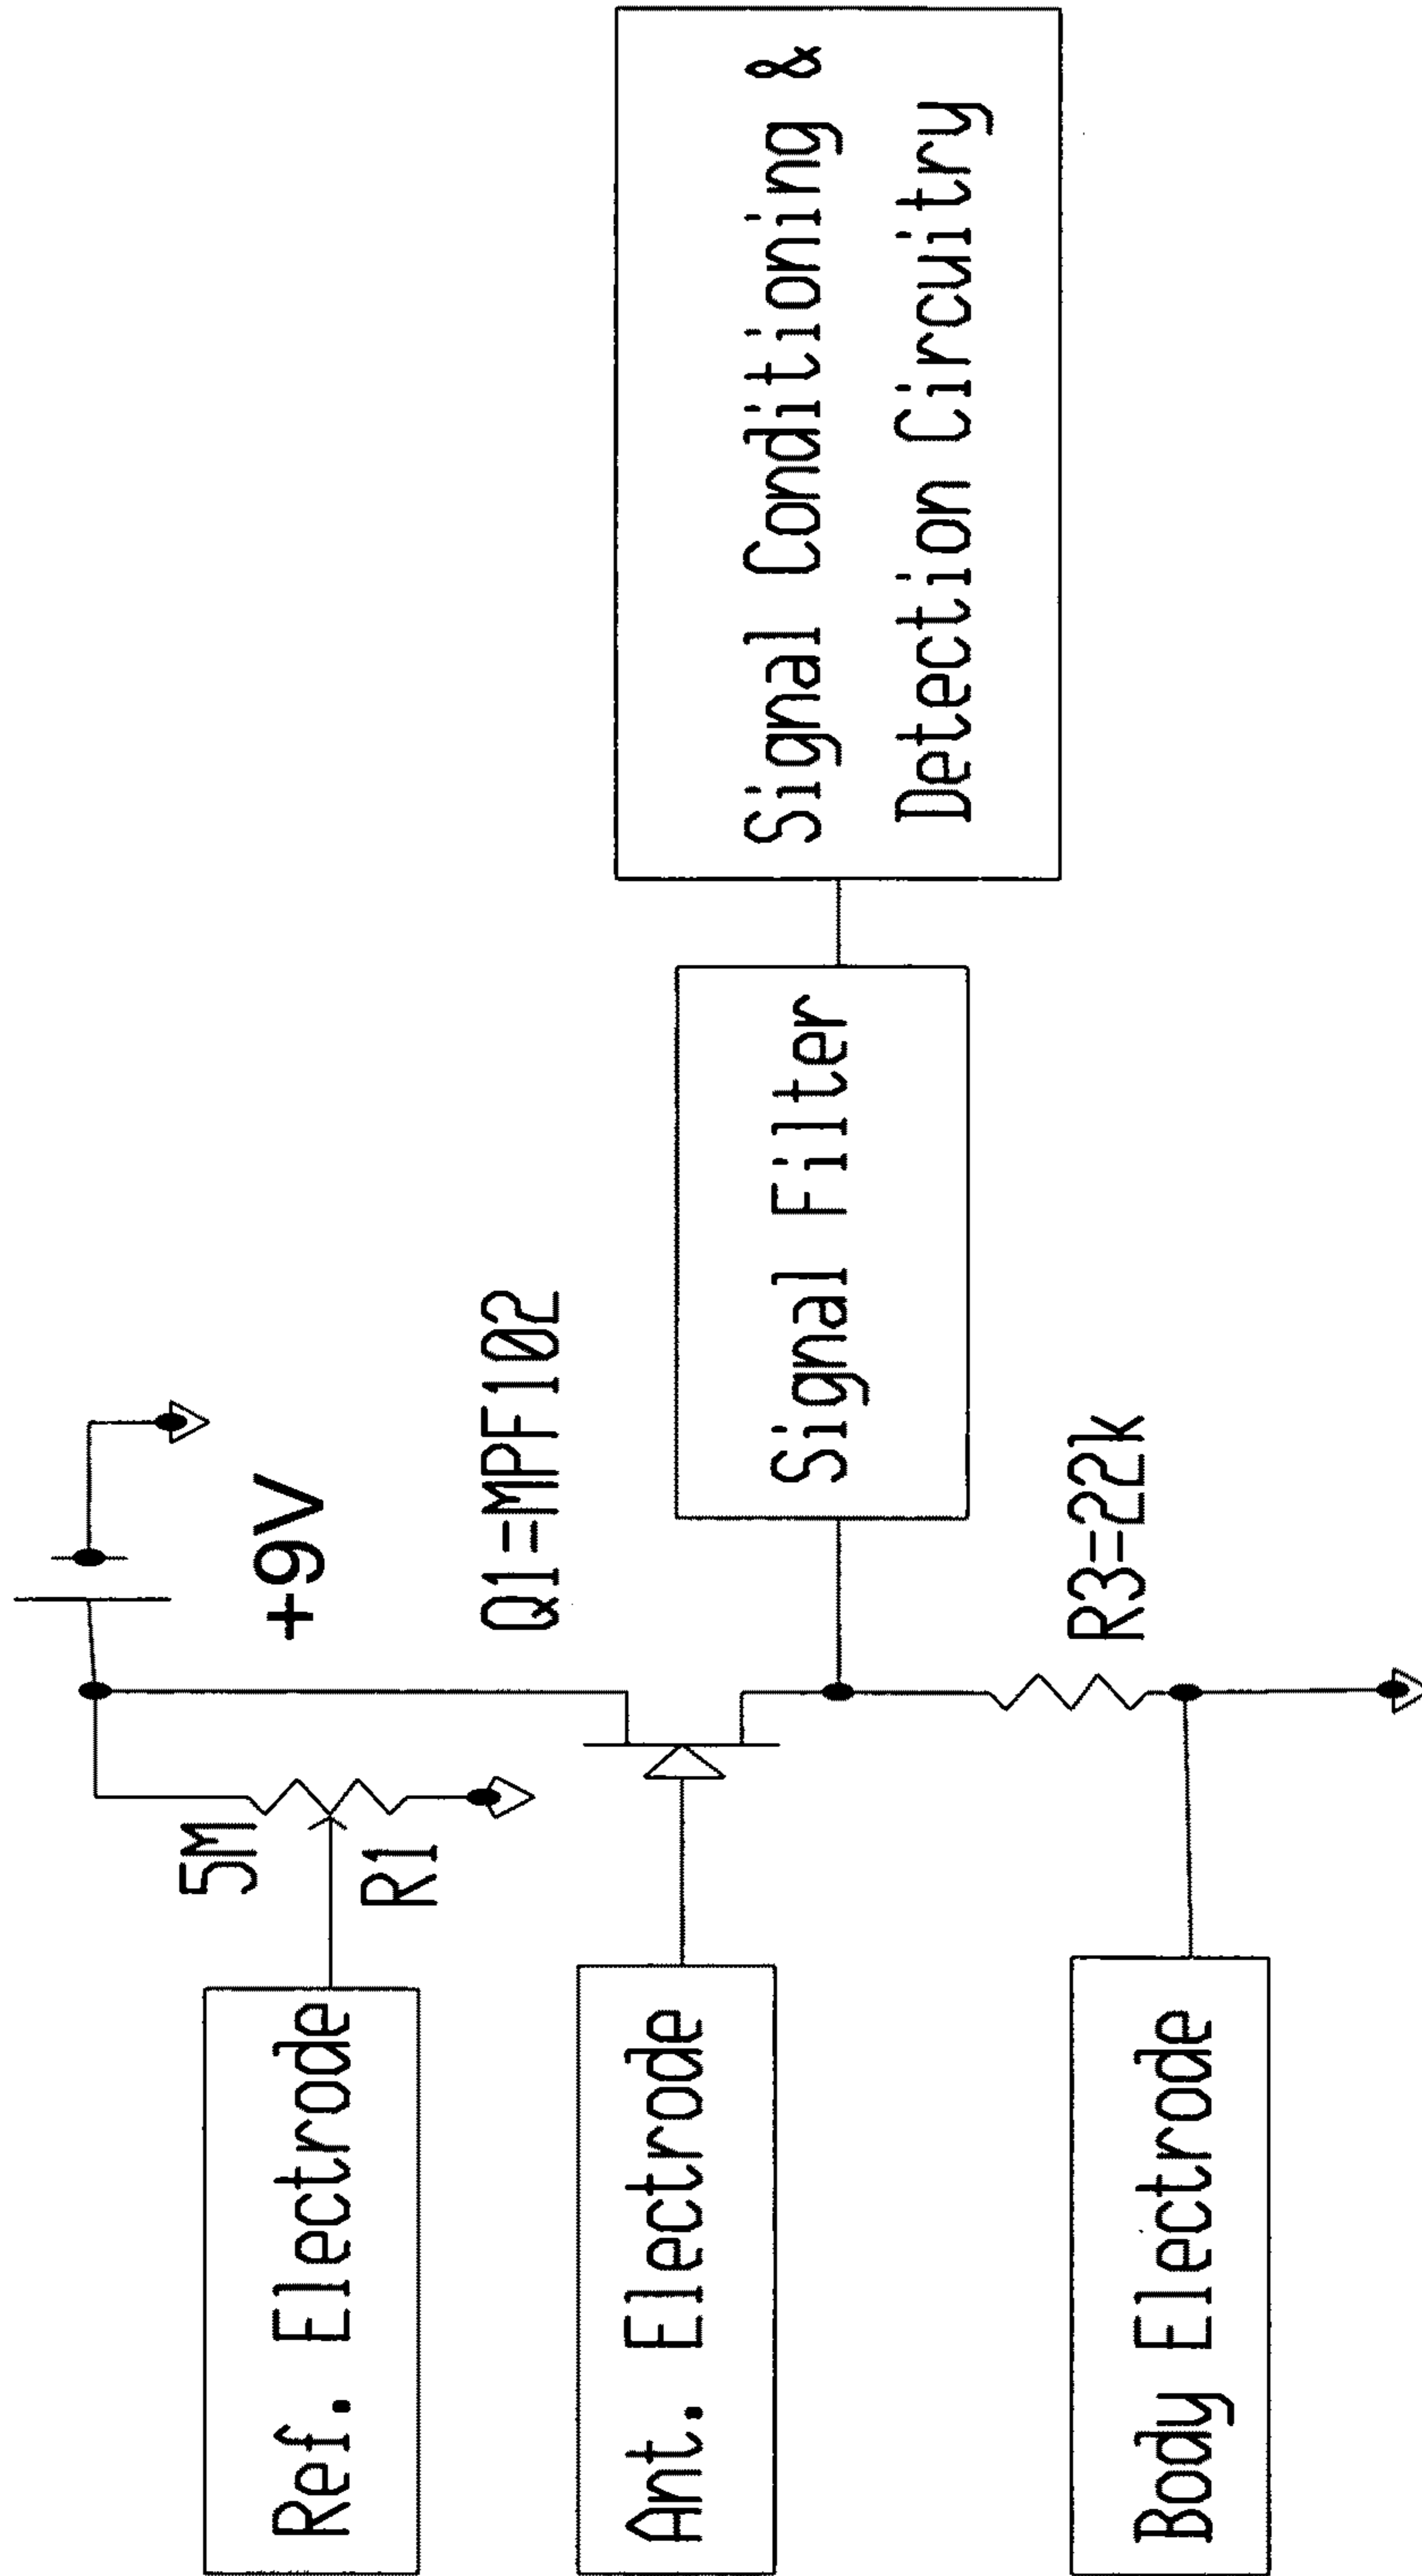 +9V
5M
R1
Ref. Electrode
Q1=MPF102
Ant. Electrode
Signal Filter
Signal Conditioning &
Detection Circuitry
R3=22k
Body Electrode